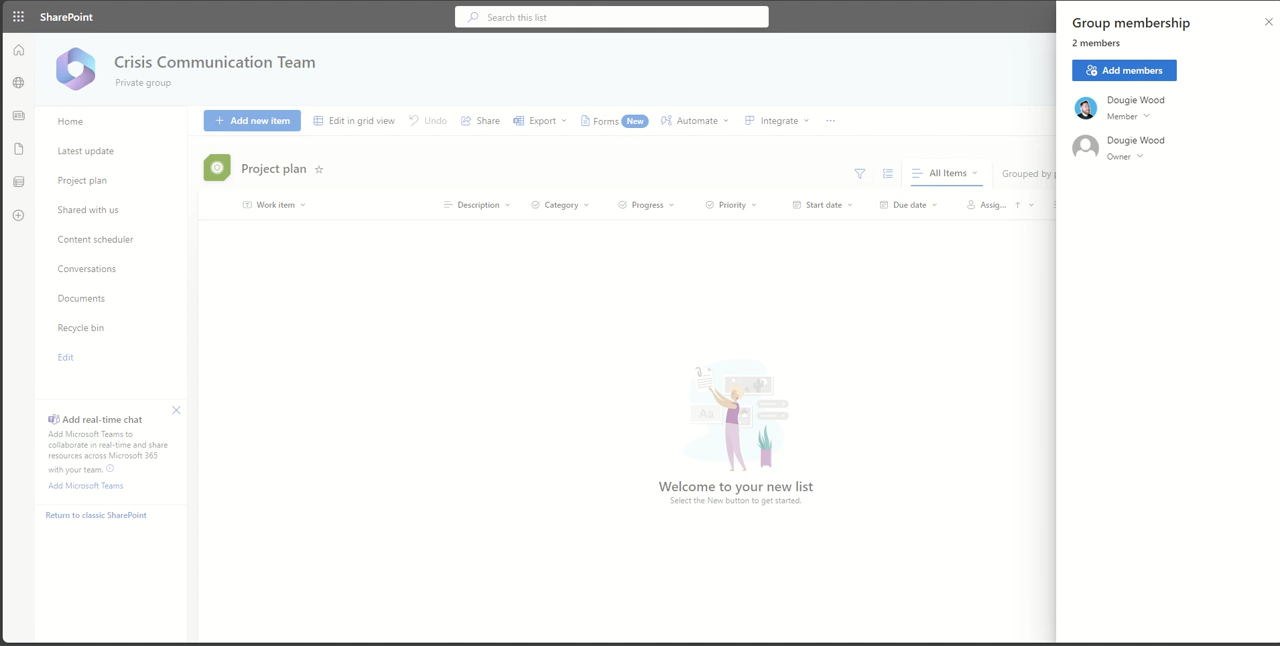 SharePoint
Search this list
Crisis Communication Team
Private group
Home
Latest update
Project plan
Shared with us
Content scheduler
Conversations
Documents
Recycle bin
Edit
Add real-time chat
Add Microsoft Teams to
collaborate in real-time and share
resources across Microsoft 365
with your team.
Add Microsoft Teams
Return to classic SharePoint
Add new item
Edit in grid view
Undo
Share
Export
Forms New
Automate
Integrate
Project plan
All Items
Grouped by
Work item
Description
Category
Progress
Priority
Start date
Due date
Assig...
Aa
Welcome to your new list
Select the New button to get started.
Group membership
2 members
Add members
Dougie Wood
Member
Dougie Wood
Owner